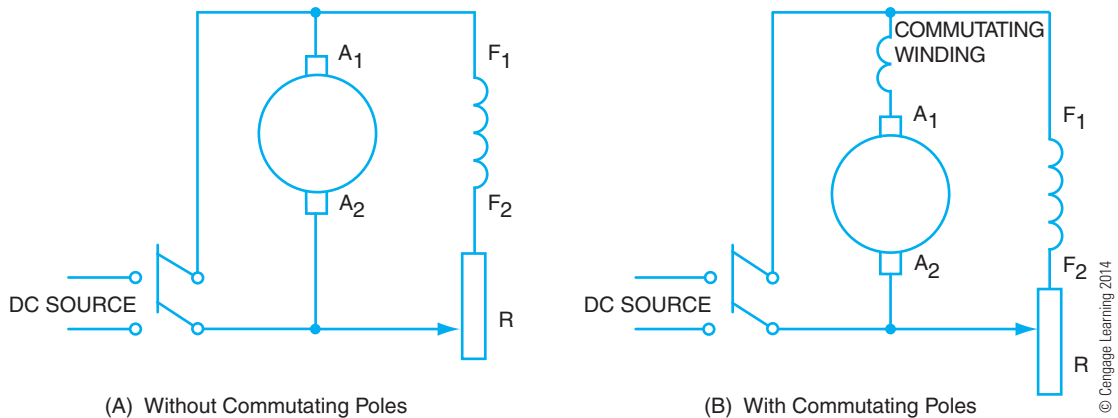 A1
F1
A2
F2
DC SOURCE
R
(A) Without Commutating Poles
COMMUTATING
WINDING
A1
F1
A2
F2
DC SOURCE
R
(B) With Commutating Poles
© Cengage Learning 2014